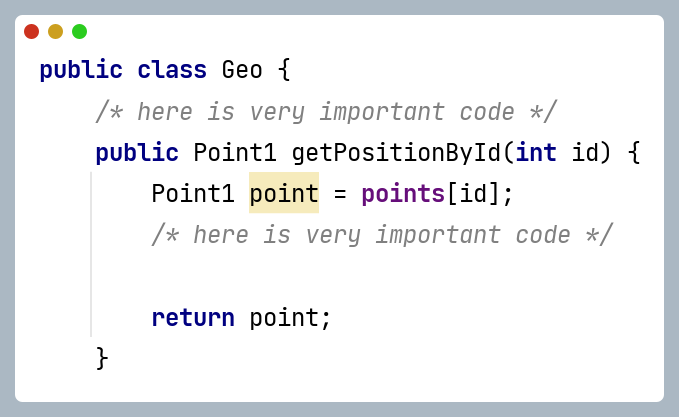 public class Geo {
/* here is very important code */
public Point1 getPositionById(int id) {
Point1 point = points[id];
/* here is very important code */
return point;
}